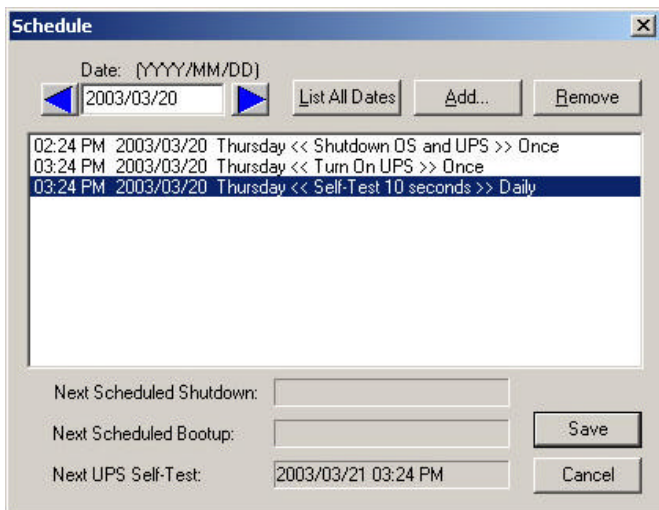 Schedule
Date: (YYYY/MM/DD)
2003/03/20
List All Dates
Add...
Remove
02:24 PM 2003/03/20 Thursday << Shutdown OS and UPS >> Once
03:24 PM 2003/03/20 Thursday << Turn On UPS >> Once
03:24 PM 2003/03/20 Thursday << Self-Test 10 seconds >> Daily
Next Scheduled Shutdown:
Next Scheduled Bootup:
Save
Next UPS Self-Test: 2003/03/21 03:24 PM
Cancel